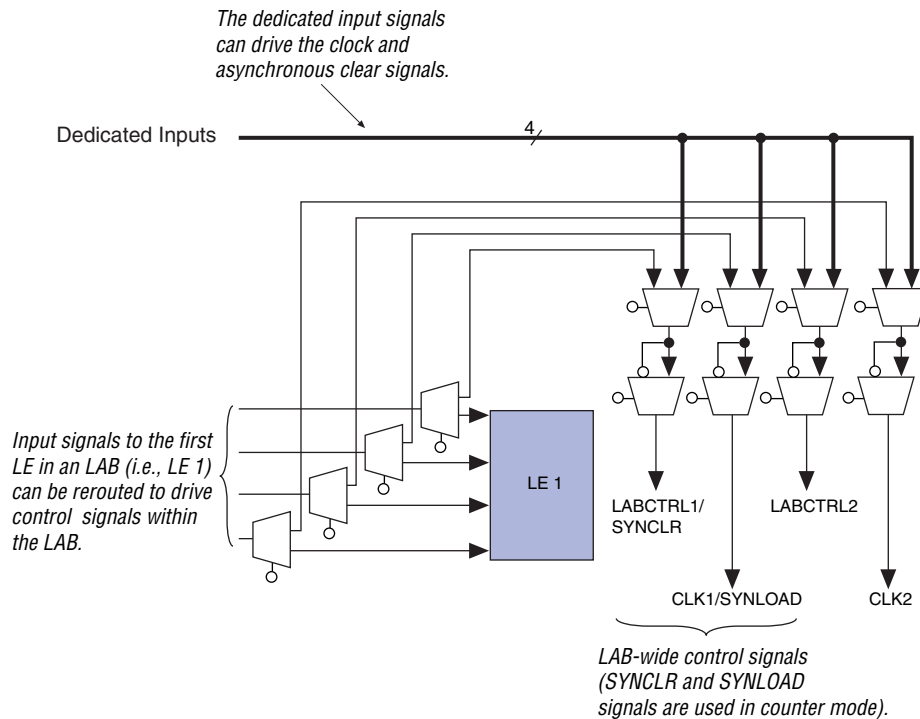 The dedicated input signals
can drive the clock and
asynchronous clear signals.
Dedicated Inputs
4
Input signals to the first
LE in an LAB (i.e., LE 1)
can be rerouted to drive
control signals within
the LAB.
LE 1
LABCTRL1/
SYNCLR
LABCTRL2
CLK1/SYNLOAD
CLK2
LAB-wide control signals
(SYNCLR and SYNLOAD
signals are used in counter mode).